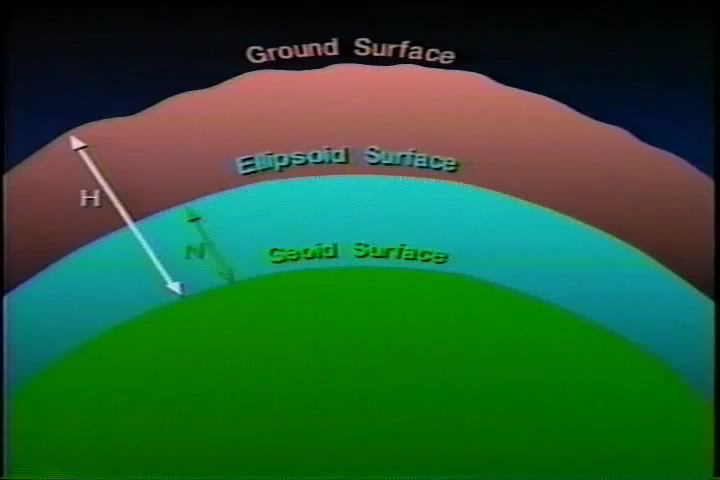 Ground Surface
Ellipsoid Surface
H
N
Geoid Surface